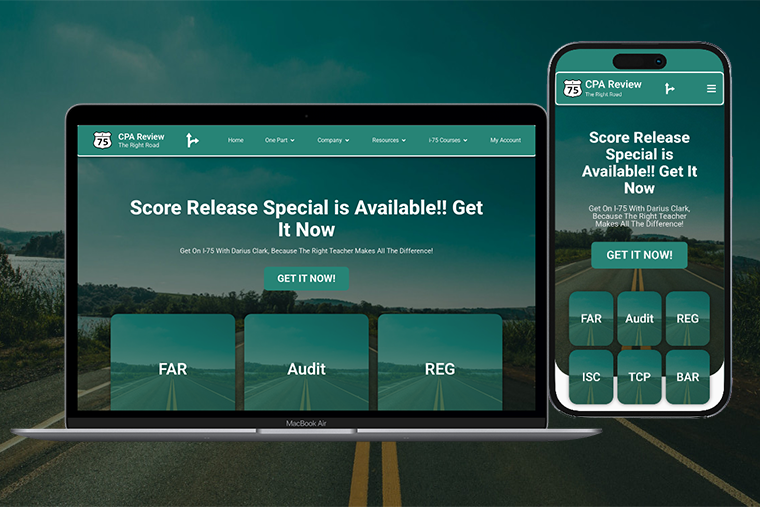 75
CPA Review
The Right Road
Home
One Part
Company
Resources
i-75 Courses
My Account
Score Release Special is Available!! Get
It Now
Get On I-75 With Darius Clark, Because The Right Teacher Makes All The Difference!
GET IT NOW!
FAR
Audit
REG
MacBook Air
75
CPA Review
The Right Road
Score Release
Special is
Available!! Get It
Now
Get On I-75 With Darius Clark,
Because The Right Teacher
Makes All The Difference!
GET IT NOW!
FAR
Audit
REG
ISC
TCP
BAR